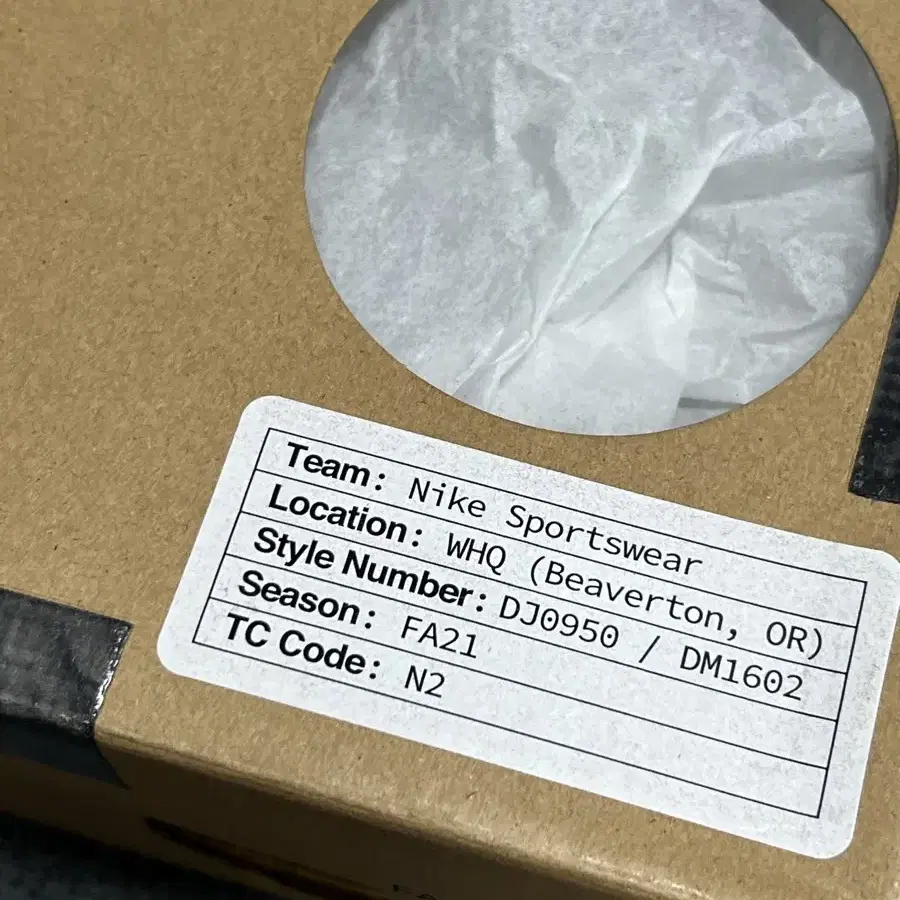 Team: Nike Sportswear
Location: WHQ (Beaverton, OR)
Style Number: DJ0950 / DM1602
Season: FA21
TC Code: N2